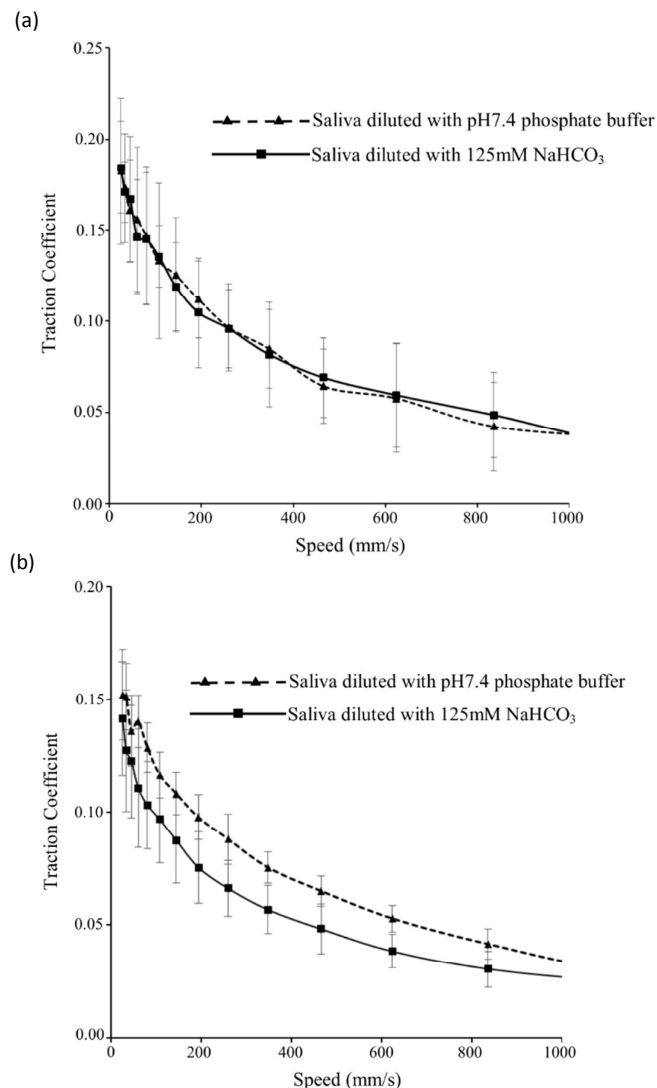 (a)
0.25
0.20
0.15
0.10
0.05
0.00
Traction Coefficient
Saliva diluted with pH7.4 phosphate buffer
Saliva diluted with 125mM NaHCO₃
0 200 400 600 800 1000
Speed (mm/s)
(b)
0.20
0.15
0.10
0.05
0.00
Traction Coefficient
Saliva diluted with pH7.4 phosphate buffer
Saliva diluted with 125mM NaHCO₃
0 200 400 600 800 1000
Speed (mm/s)